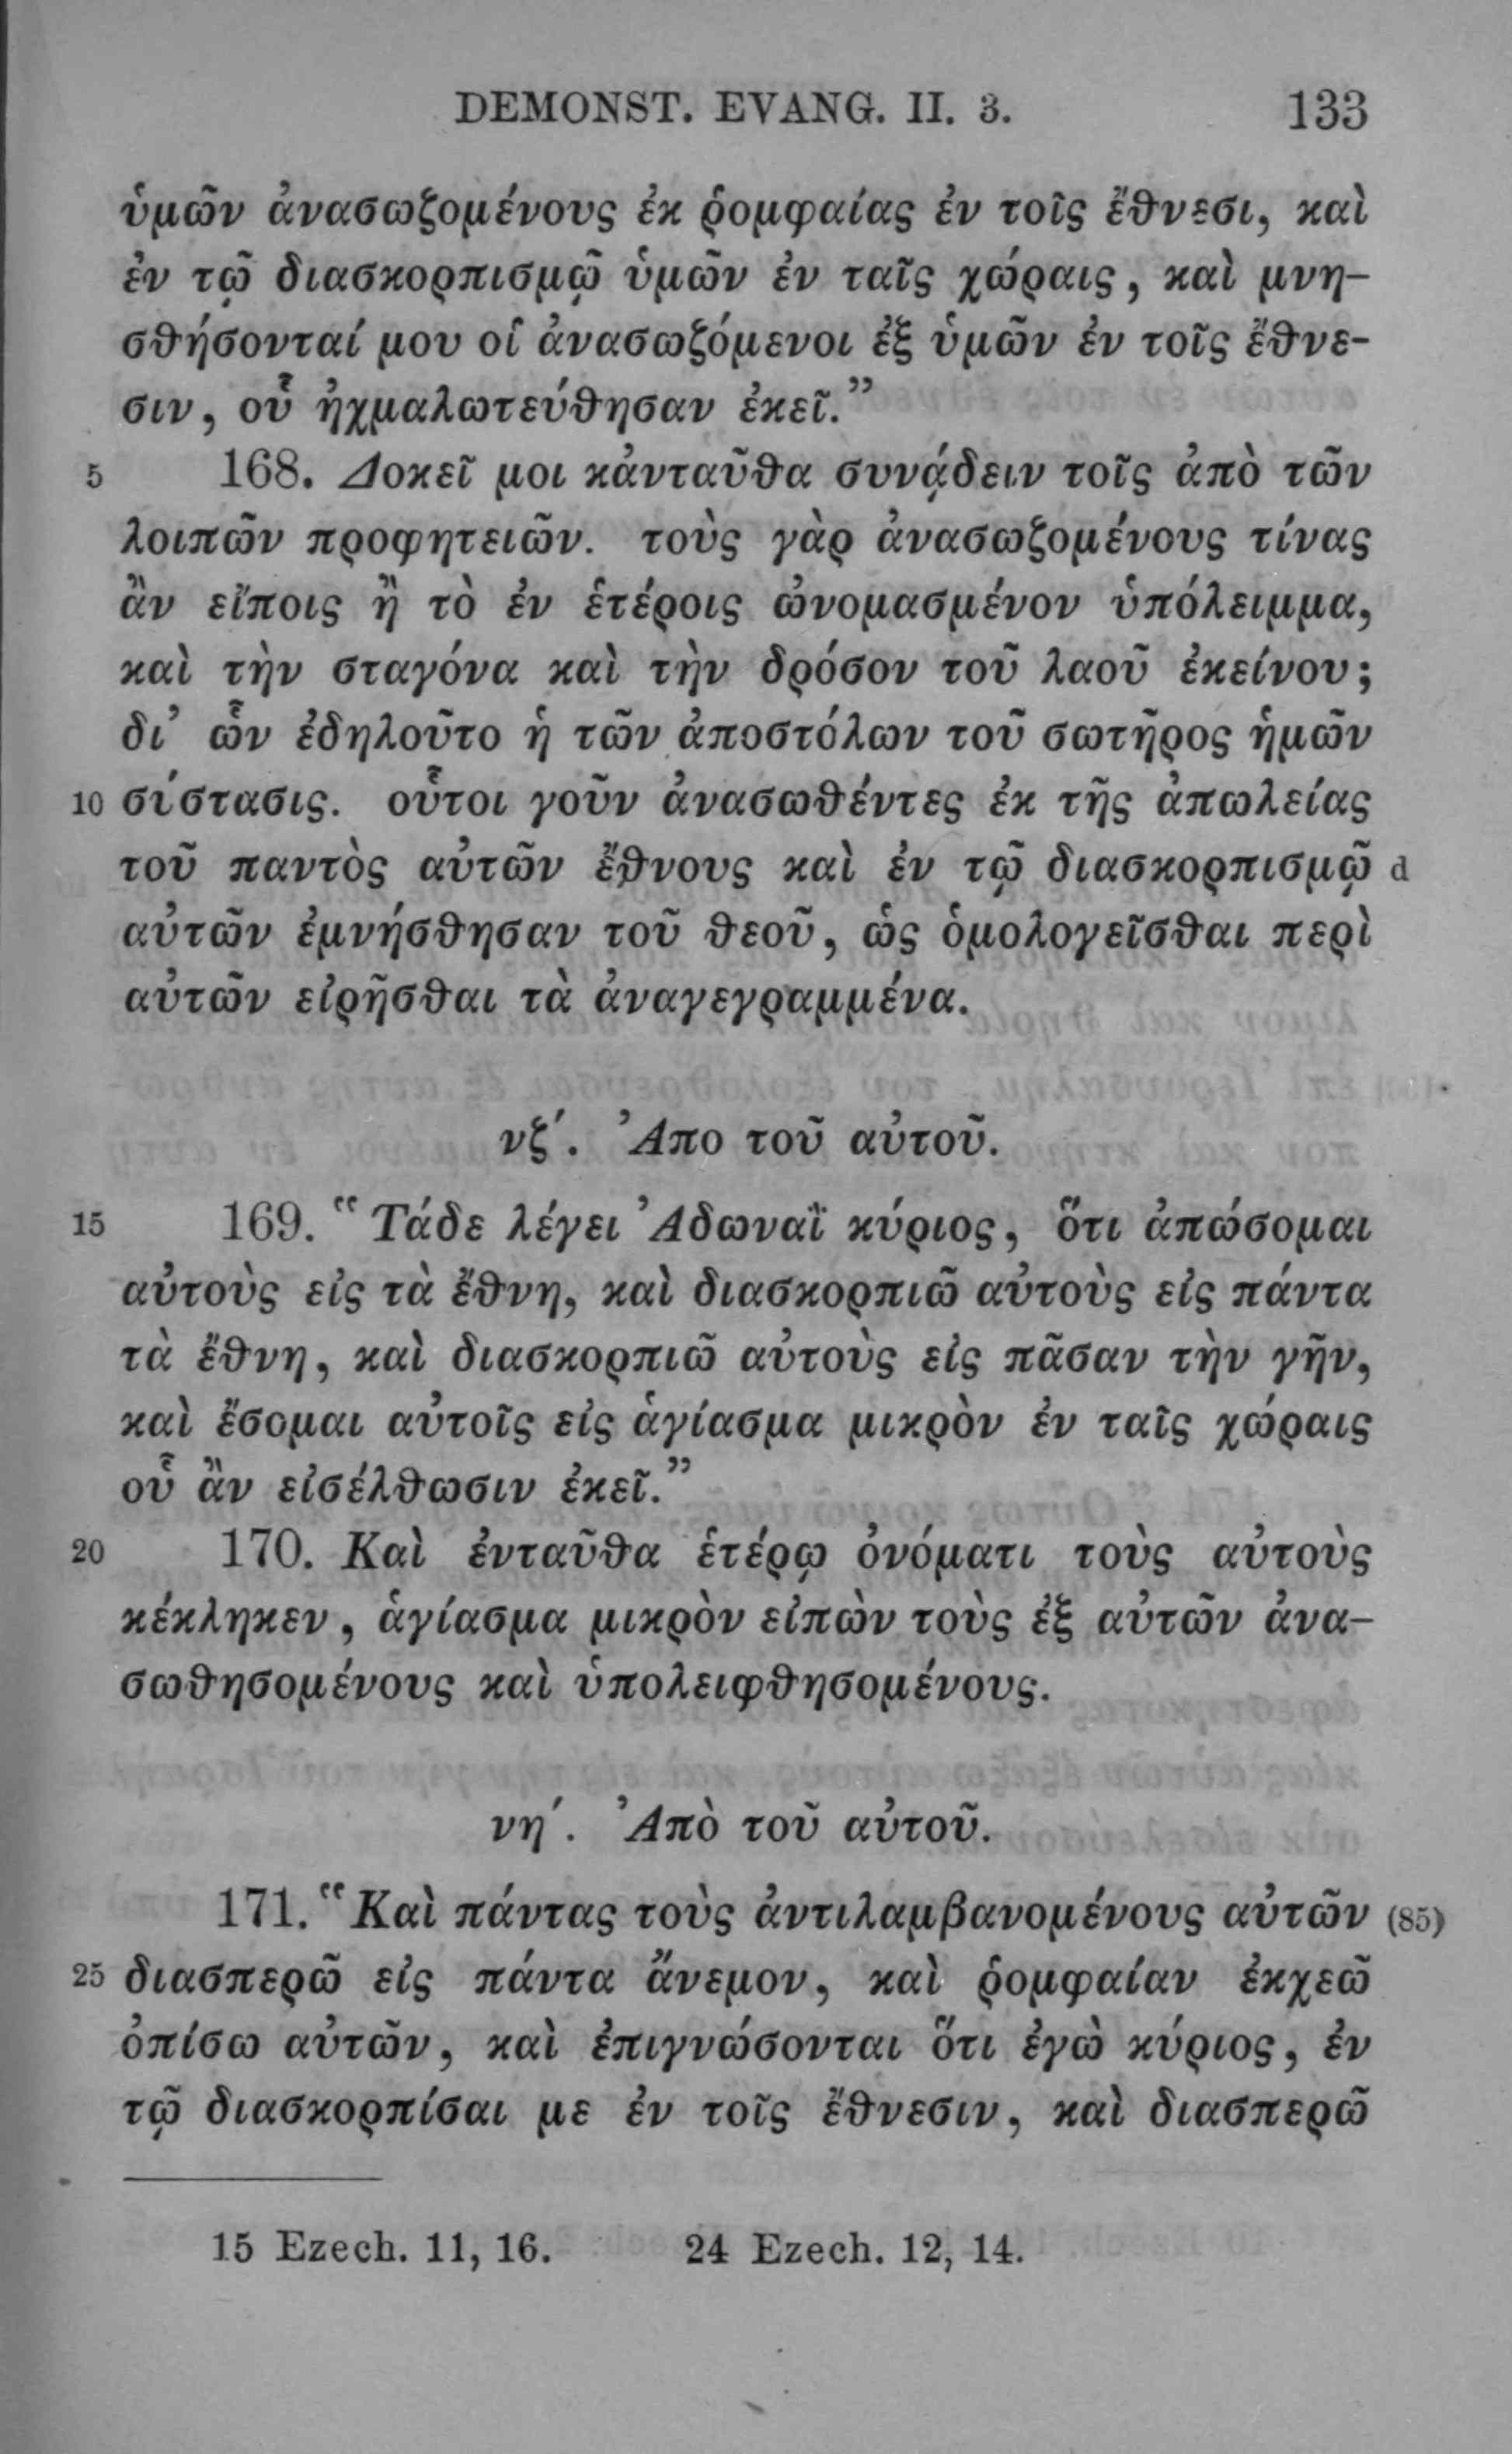 DEMONST. EVANG. II. 3. 133
ὑμῶν ἀνασωζομένους ἐκ ῥομφαίας ἐν τοῖς ἔθνεσι, καὶ
ἐν τῷ διασκορπισμῷ ὑμῶν ἐν ταῖς χώραις, καὶ μνη-
σθήσονταί μου οἱ ἀνασωζόμενοι ἐξ ὑμῶν ἐν τοῖς ἔθνε-
σιν, οὗ ᾐχμαλωτεύθησαν ἐκεῖ.”
5 168. Δοκεῖ μοι κἀνταῦθα συνᾴδειν τοῖς ἀπὸ τῶν
λοιπῶν προφητειῶν. τοὺς γὰρ ἀνασωζομένους τίνας
ἂν εἴποις ἢ τὸ ἐν ἑτέροις ὠνομασμένον ὑπόλειμμα,
καὶ τὴν σταγόνα καὶ τὴν δρόσον τοῦ λαοῦ ἐκείνου;
δι’ ὧν ἐδηλοῦτο ἡ τῶν ἀποστόλων τοῦ σωτῆρος ἡμῶν
10 σύστασις. οὗτοι γοῦν ἀνασωθέντες ἐκ τῆς ἀπωλείας
τοῦ παντὸς αὐτῶν ἔθνους καὶ ἐν τῷ διασκορπισμῷ d
αὐτῶν ἐμνήσθησαν τοῦ θεοῦ, ὡς ὁμολογεῖσθαι περὶ
αὐτῶν εἰρῆσθαι τὰ ἀναγεγραμμένα.
νζ΄. Ἀπο τοῦ αὐτοῦ.
15 169. “Τάδε λέγει Ἀδωναῒ κύριος, ὅτι ἀπώσομαι
αὐτοὺς εἰς τὰ ἔθνη, καὶ διασκορπιῶ αὐτοὺς εἰς πάντα
τὰ ἔθνη, καὶ διασκορπιῶ αὐτοὺς εἰς πᾶσαν τὴν γῆν,
καὶ ἔσομαι αὐτοῖς εἰς ἁγίασμα μικρὸν ἐν ταῖς χώραις
οὗ ἂν εἰσέλθωσιν ἐκεῖ.”
20 170. Καὶ ἐνταῦθα ἑτέρῳ ὀνόματι τοὺς αὐτοὺς
κέκληκεν, ἁγίασμα μικρὸν εἰπὼν τοὺς ἐξ αὐτῶν ἀνα-
σωθησομένους καὶ ὑπολειφθησομένους.
νη΄. Ἀπὸ τοῦ αὐτοῦ.
171. “Καὶ πάντας τοὺς ἀντιλαμβανομένους αὐτῶν (85)
25 διασπερῶ εἰς πάντα ἄνεμον, καὶ ῥομφαίαν ἐκχεῶ
ὀπίσω αὐτῶν, καὶ ἐπιγνώσονται ὅτι ἐγὼ κύριος, ἐν
τῷ διασκορπίσαι με ἐν τοῖς ἔθνεσιν, καὶ διασπερῶ
15 Ezech. 11, 16. 24 Ezech. 12, 14.